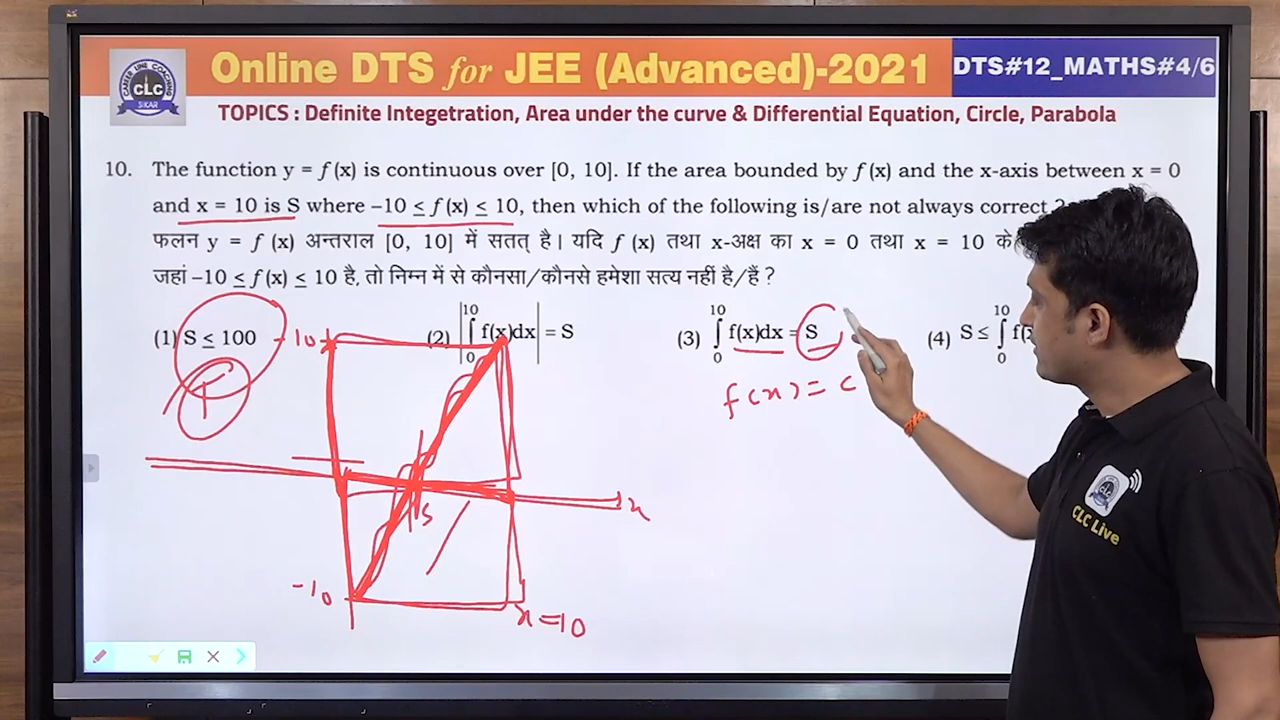 CAREER LINE COACHING
CLC
SIKAR
Online DTS for JEE (Advanced)-2021
DTS#12_MATHS#4/6
TOPICS : Definite Integetration, Area under the curve & Differential Equation, Circle, Parabola
10. The function y = f (x) is continuous over [0, 10]. If the area bounded by f (x) and the x-axis between x = 0
and x = 10 is S where –10 ≤ f (x) ≤ 10, then which of the following is/are not always correct ?
फलन y = f (x) अन्तराल [0, 10] में सतत् है। यदि f (x) तथा x-अक्ष का x = 0 तथा x = 10 के
जहां –10 ≤ f (x) ≤ 10 है, तो निम्न में से कौनसा/कौनसे हमेशा सत्य नहीं है/हैं ?
(1) S ≤ 100
(2) |∫₀¹⁰ f(x)dx| = S
(3) ∫₀¹⁰ f(x)dx = S
(4) S ≤ ∫₀¹⁰ f(x
-10
T
f(x) = c
5
x
-10
x = 10
CLC Live